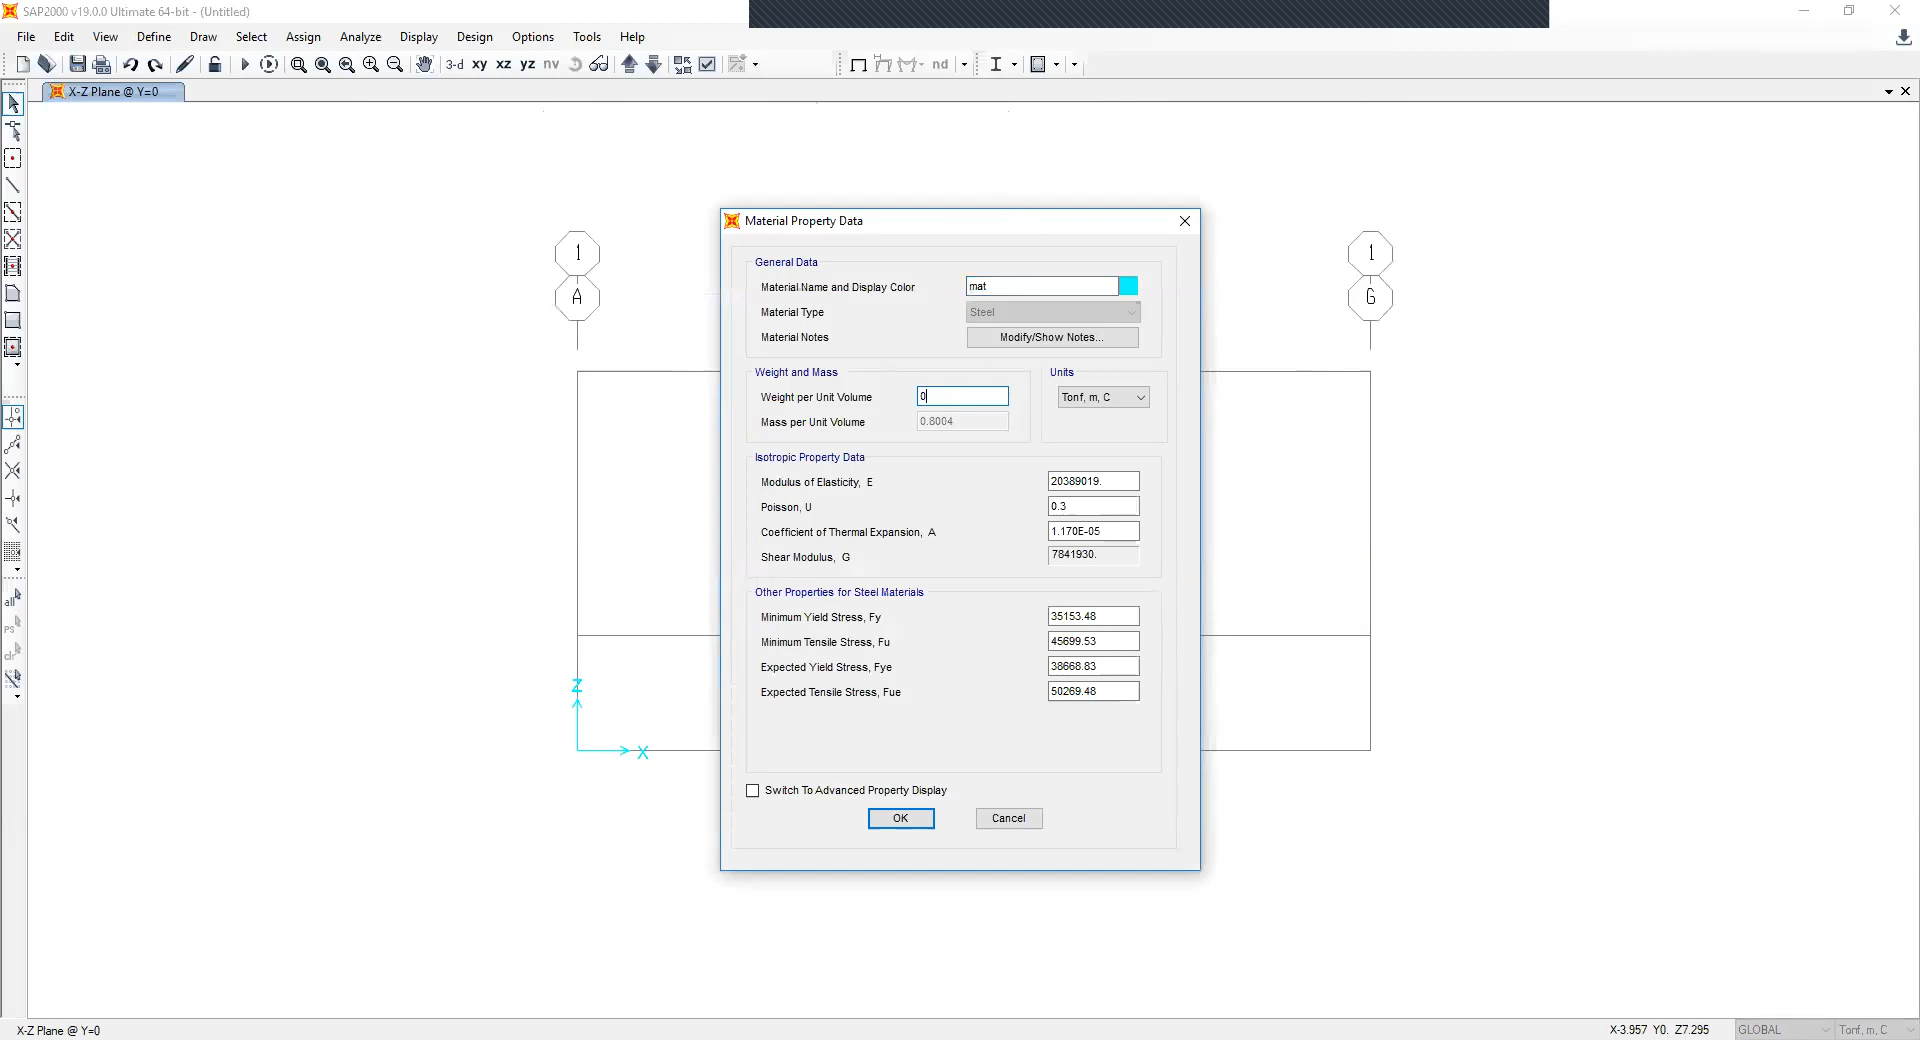 SAP2000 v19.0.0 Ultimate 64-bit - (Untitled)
File Edit View Define Draw Select Assign Analyze Display Design Options Tools Help
3-d xy xz yz nv nd
X-Z Plane @ Y=0
Material Property Data
General Data
Material Name and Display Color mat
Material Type Steel
Material Notes Modify/Show Notes...
Weight and Mass Units
Weight per Unit Volume 0 Tonf, m, C
Mass per Unit Volume 0.8004
Isotropic Property Data
Modulus of Elasticity, E 20389019.
Poisson, U 0.3
Coefficient of Thermal Expansion, A 1.170E-05
Shear Modulus, G 7841930.
Other Properties for Steel Materials
Minimum Yield Stress, Fy 35153.48
Minimum Tensile Stress, Fu 45699.53
Expected Yield Stress, Fye 38668.83
Expected Tensile Stress, Fue 50269.48
Switch To Advanced Property Display
OK Cancel
1 1
A G
Z
X
all
ps
clr
X-Z Plane @ Y=0 X-3.957 Y0. Z7.295 GLOBAL Tonf, m, C